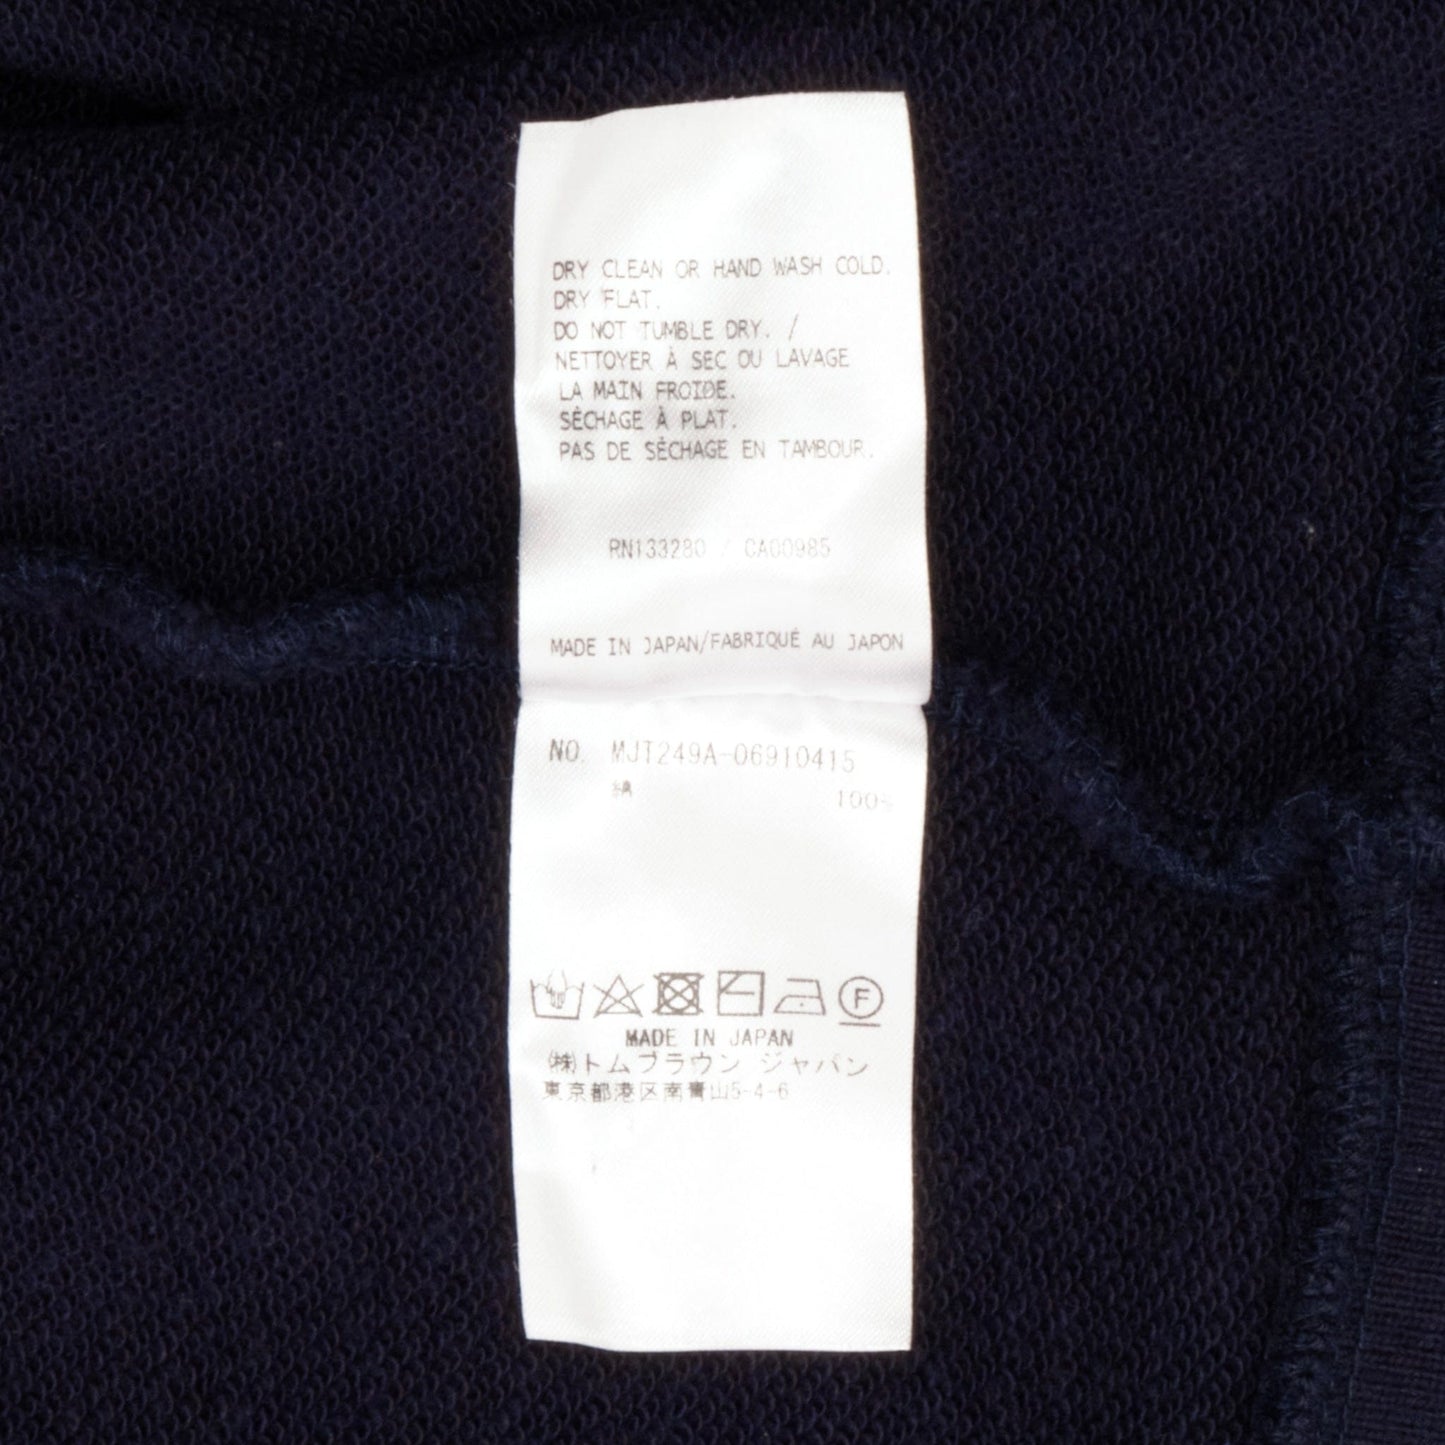 DRY CLEAN OR HAND WASH COLD.
DRY FLAT.
DO NOT TUMBLE DRY. /
NETTOYER À SEC OU LAVAGE
LA MAIN FROIDE.
SÈCHAGE À PLAT.
PAS DE SÈCHAGE EN TAMBOUR.
RN133280 / CA00985
MADE IN JAPAN/FABRIQUÉ AU JAPON
NO. MJT249A-06910415
綿 100%
F
MADE IN JAPAN
(株)トムブラウン ジャパン
東京都港区南青山5-4-6